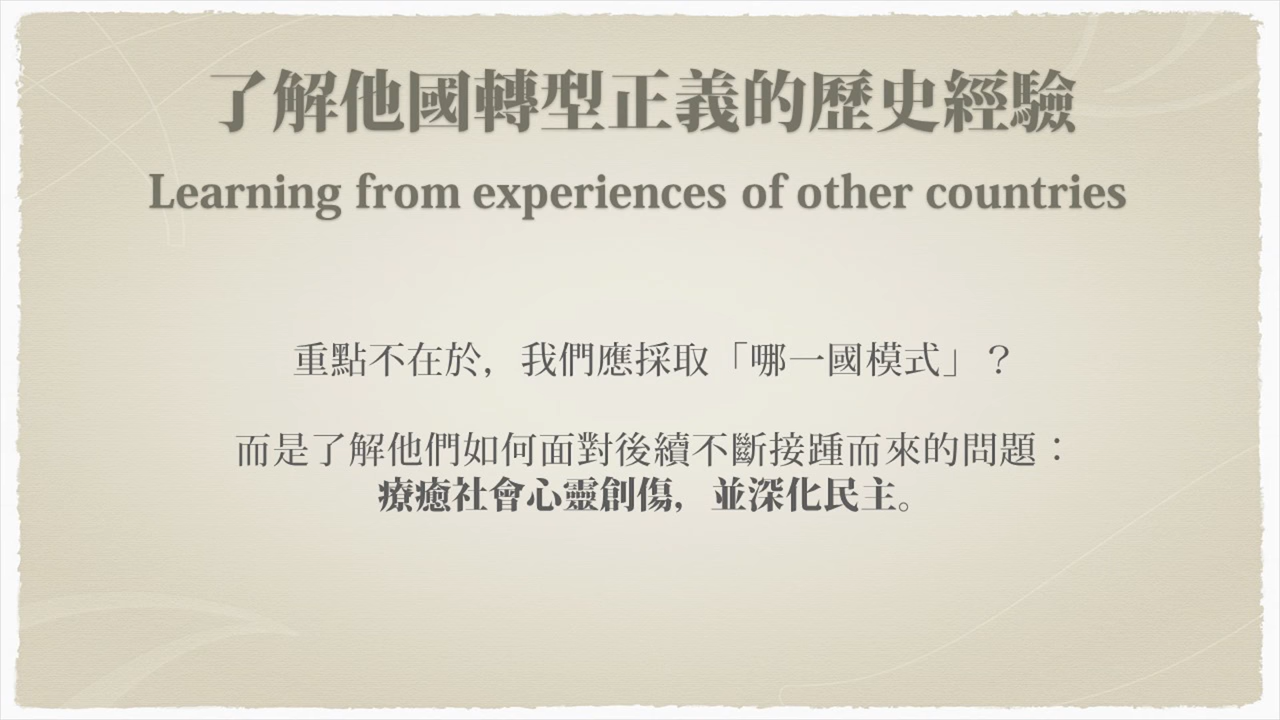 了解他國轉型正義的歷史經驗
Learning from experiences of other countries
重點不在於，我們應採取「哪一國模式」？
而是了解他們如何面對後續不斷接踵而來的問題：
療癒社會心靈創傷，並深化民主。